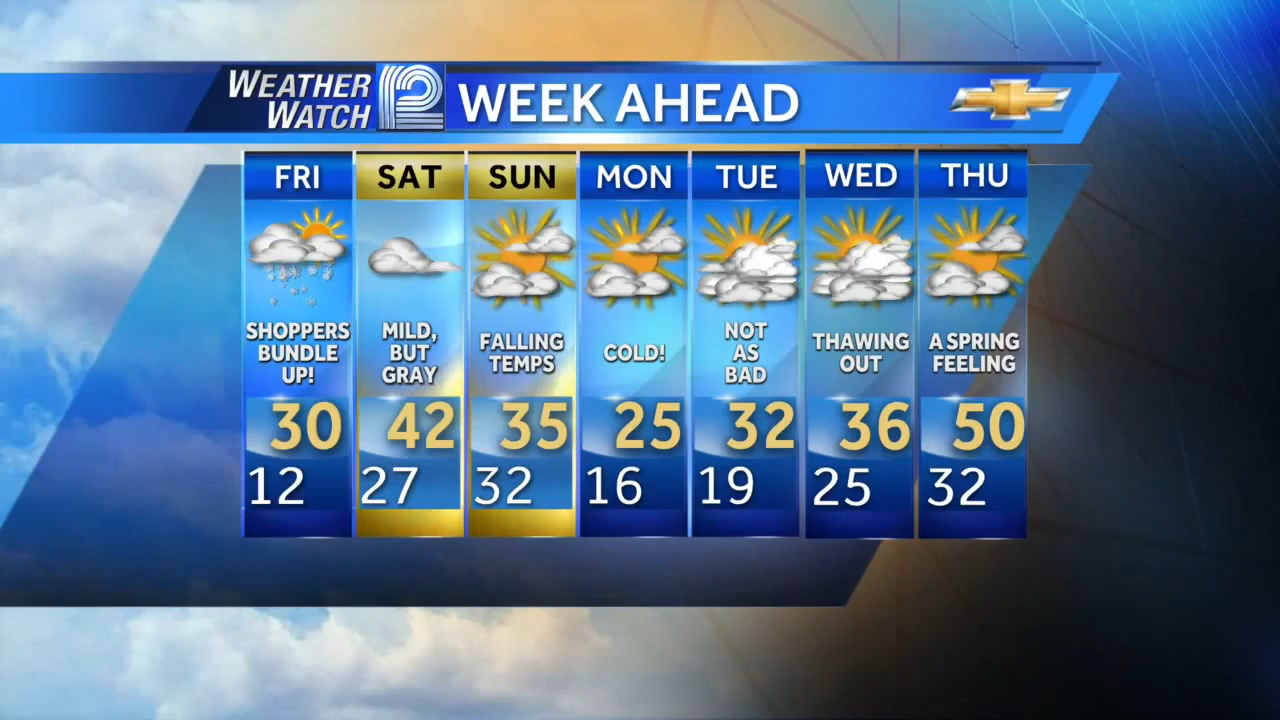 WEATHER
WATCH
12
WEEK AHEAD
FRI
SHOPPERS
BUNDLE
UP!
30
12
SAT
MILD,
BUT
GRAY
42
27
SUN
FALLING
TEMPS
35
32
MON
COLD!
25
16
TUE
NOT
AS
BAD
32
19
WED
THAWING
OUT
36
25
THU
A SPRING
FEELING
50
32